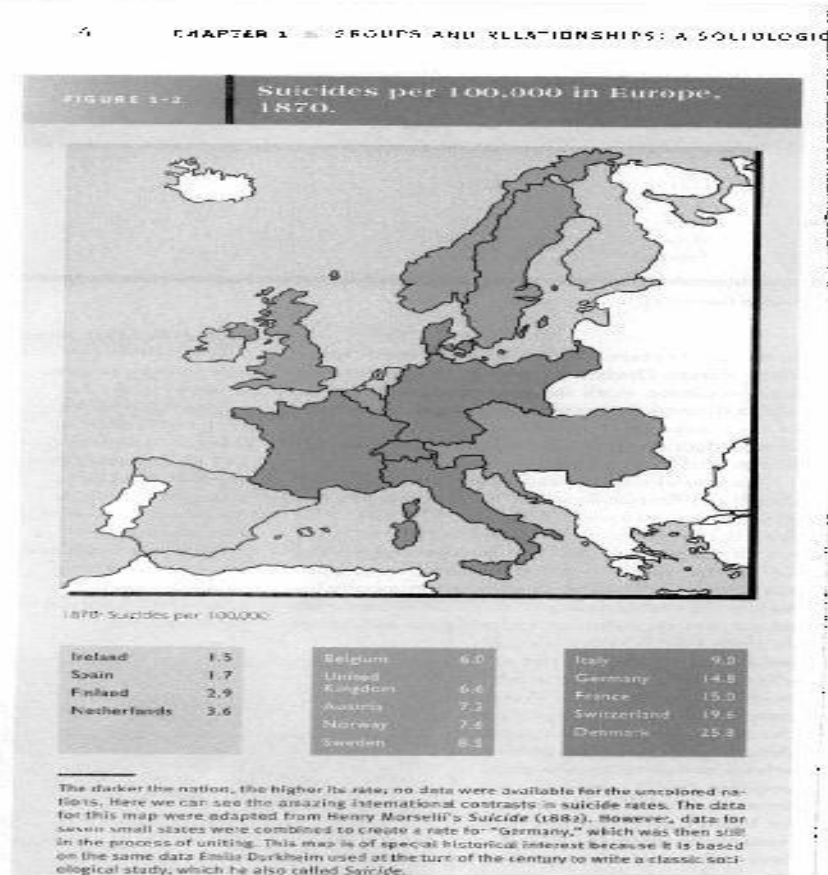 CHAPTER 1 GROUPS AND RELATIONSHIPS: A SOCIOLOGIC
FIGURE 1-2
Suicides per 100,000 in Europe,
1870.
1870 Suicides per 100,000
Ireland 1.5
Spain 1.7
Finland 2.9
Netherlands 3.6
Belgium 6.0
United
Kingdom 6.6
Austria
Norway
Sweden 8.5
Italy
Germany 14.8
France 15.0
Switzerland 19.6
Denmark 25.8
The darker the nation, the higher its rate; no data were available for the uncolored na-
tions. Here we can see the amazing international contrasts in suicide rates. The data
for this map were adapted from Henry Morselli's Suicide (1882). However, data for
seven small states were combined to create a rate for "Germany," which was then still
in the process of uniting. This map is of special historical interest because it is based
on the same data Emile Durkheim used at the turn of the century to write a classic soci-
ological study, which he also called Suicide.